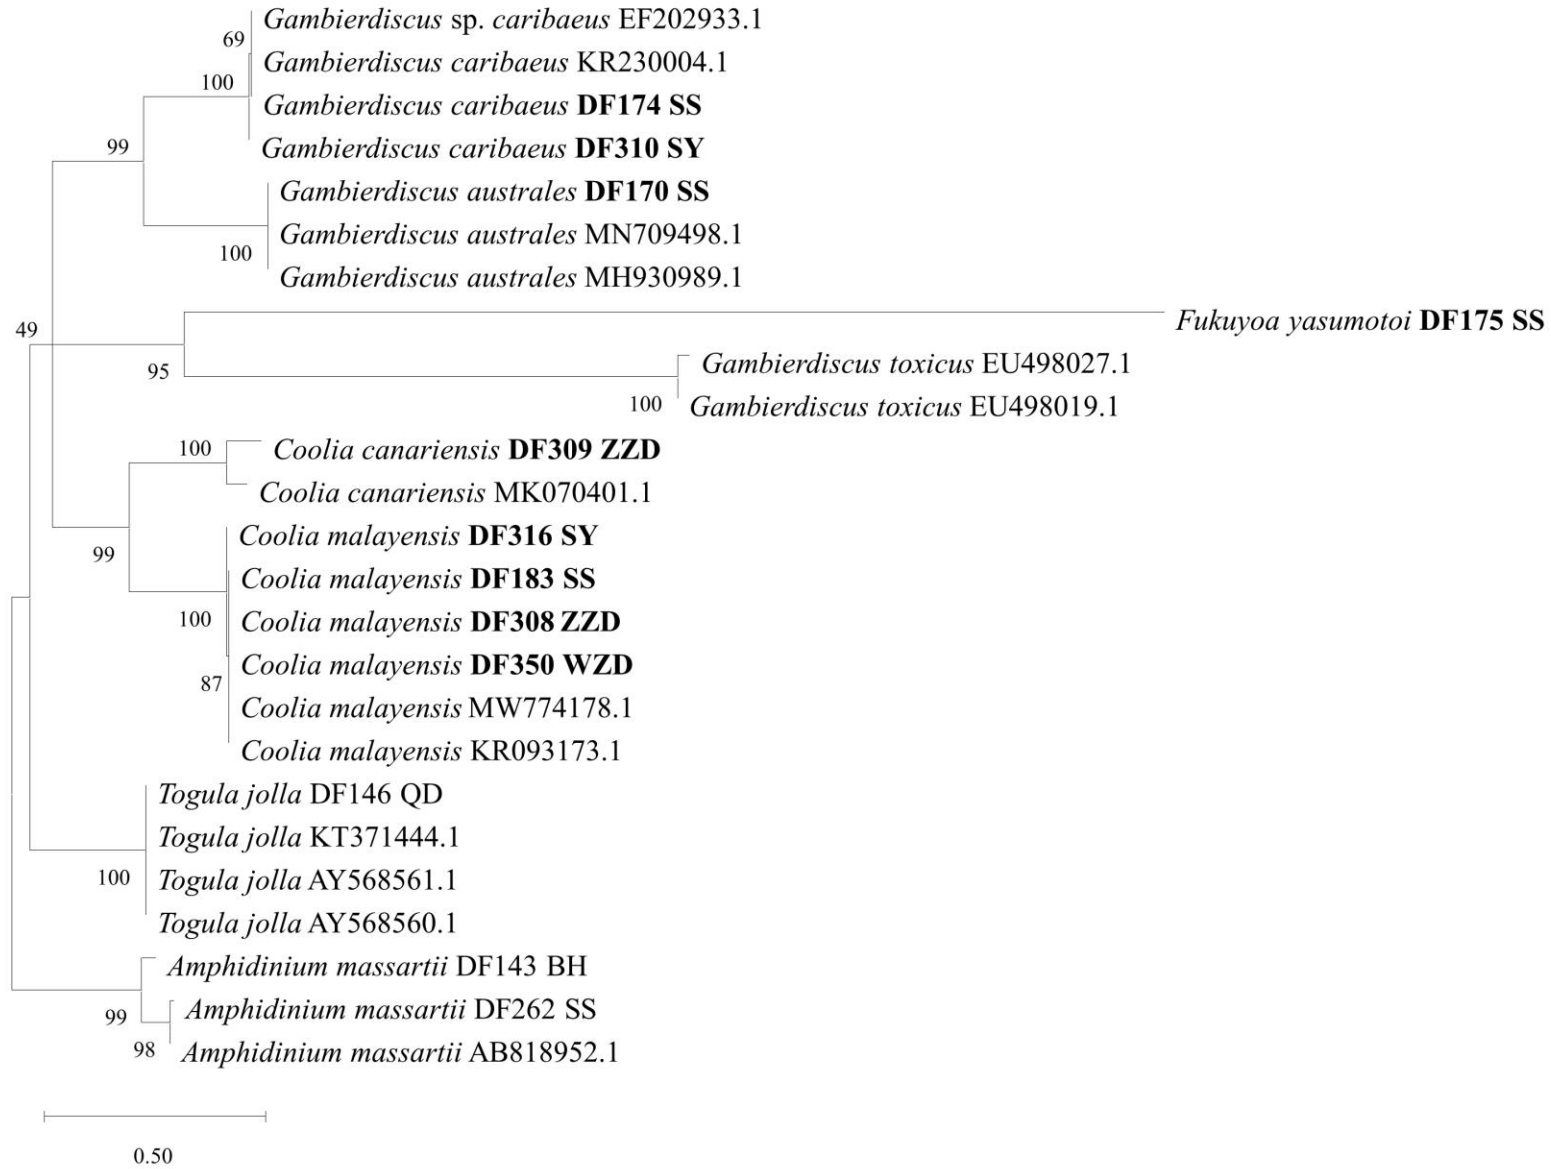 Gambierdiscus sp. caribaeus EF202933.1
69
Gambierdiscus caribaeus KR230004.1
100
Gambierdiscus caribaeus DF174 SS
99
Gambierdiscus caribaeus DF310 SY
Gambierdiscus australes DF170 SS
Gambierdiscus australes MN709498.1
100
Gambierdiscus australes MH930989.1
49
Fukuyoa yasumotoi DF175 SS
95
Gambierdiscus toxicus EU498027.1
100
Gambierdiscus toxicus EU498019.1
100
Coolia canariensis DF309 ZZD
Coolia canariensis MK070401.1
Coolia malayensis DF316 SY
99
Coolia malayensis DF183 SS
100
Coolia malayensis DF308 ZZD
Coolia malayensis DF350 WZD
87
Coolia malayensis MW774178.1
Coolia malayensis KR093173.1
Togula jolla DF146 QD
Togula jolla KT371444.1
100
Togula jolla AY568561.1
Togula jolla AY568560.1
Amphidinium massartii DF143 BH
Amphidinium massartii DF262 SS
99
98
Amphidinium massartii AB818952.1
0.50